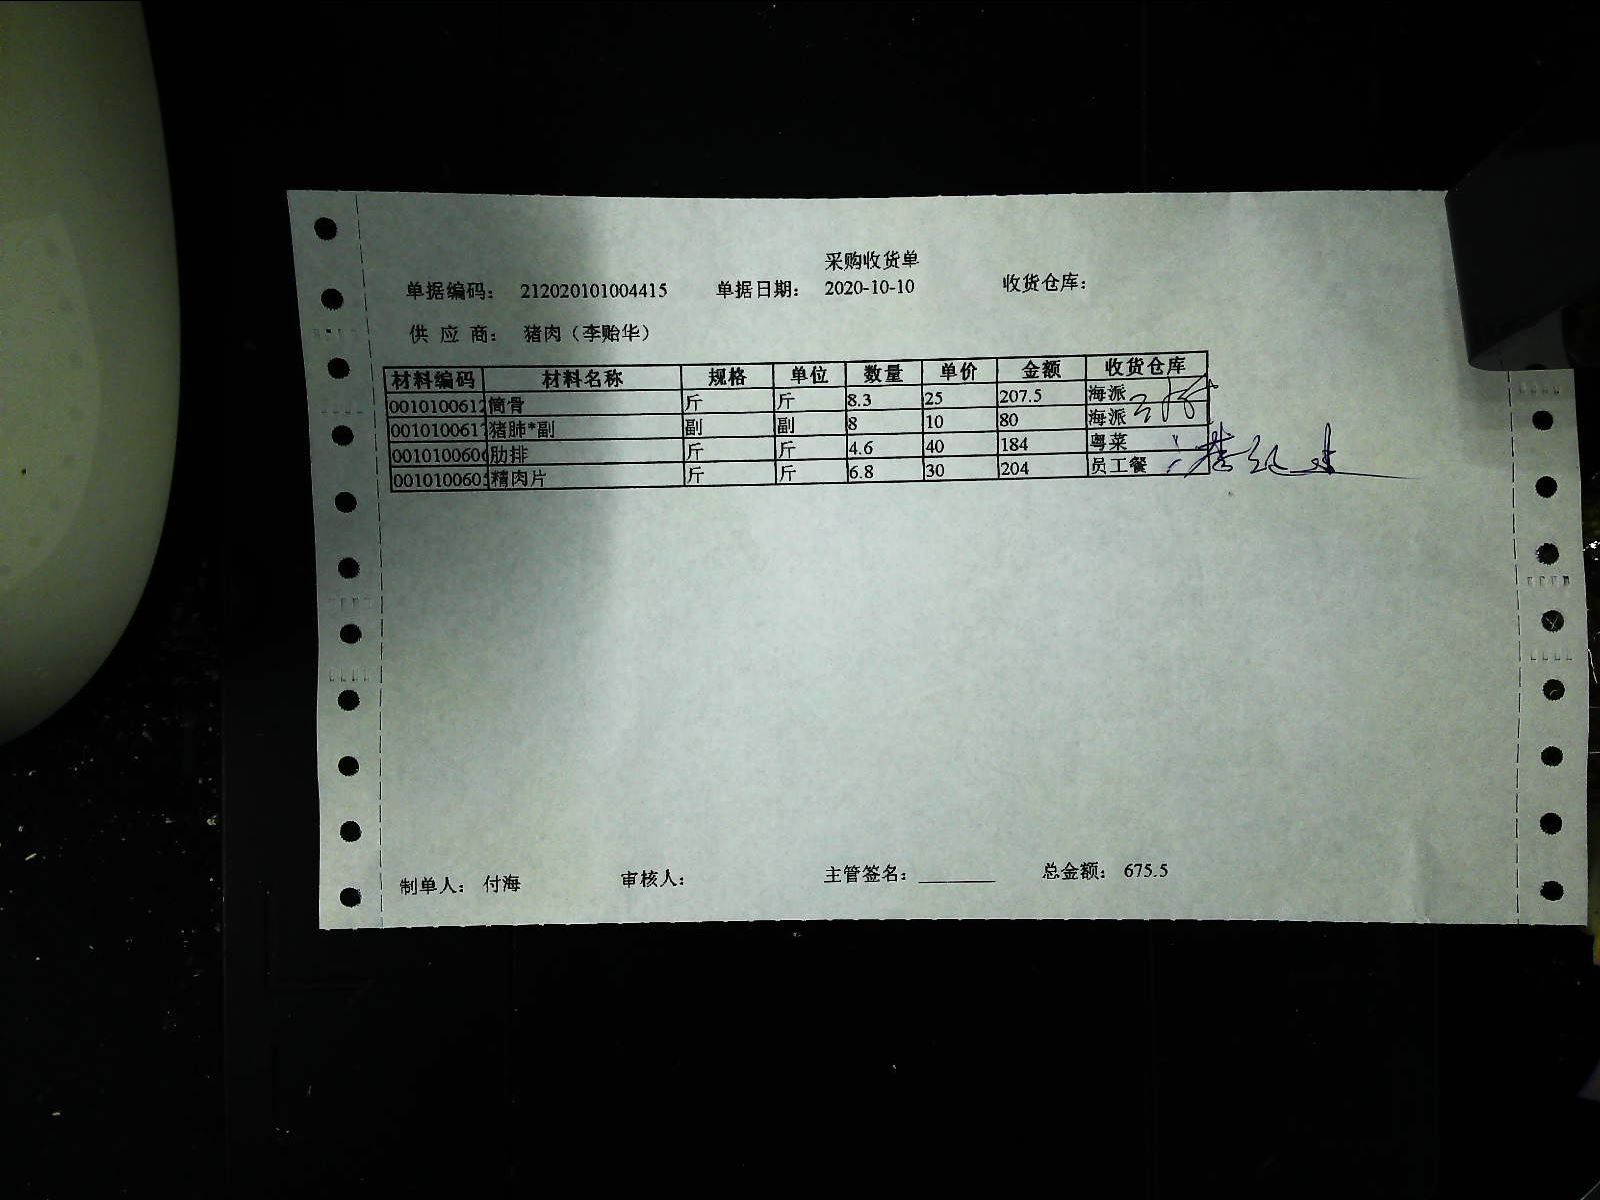 采购收货单
单据编码： 212020101004415 单据日期： 2020-10-10 收货仓库：
供 应 商： 猪肉（李贻华）
材料编码 材料名称 规格 单位 数量 单价 金额 收货仓库
001010061 筒骨 斤 斤 8.3 25 207.5 海派
001010061 猪肺*副 副 副 8 10 80 海派
001010060 肋排 斤 斤 4.6 40 184 粤菜
001010060 精肉片 斤 斤 6.8 30 204 员工餐
制单人： 付海 审核人： 主管签名：________ 总金额： 675.5